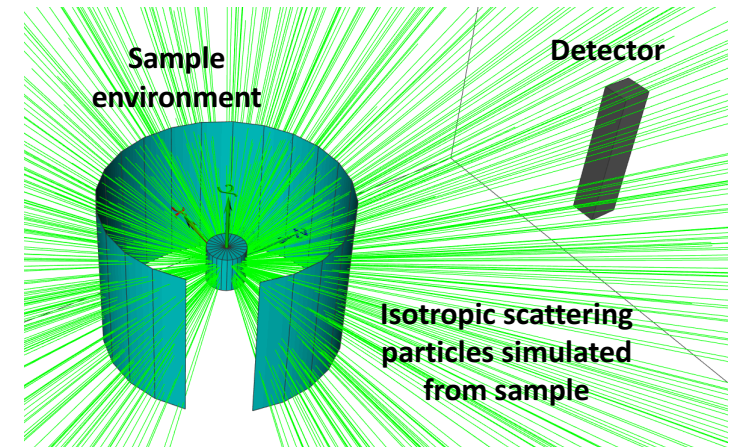 Sample
environment
Detector
Isotropic scattering
particles simulated
from sample